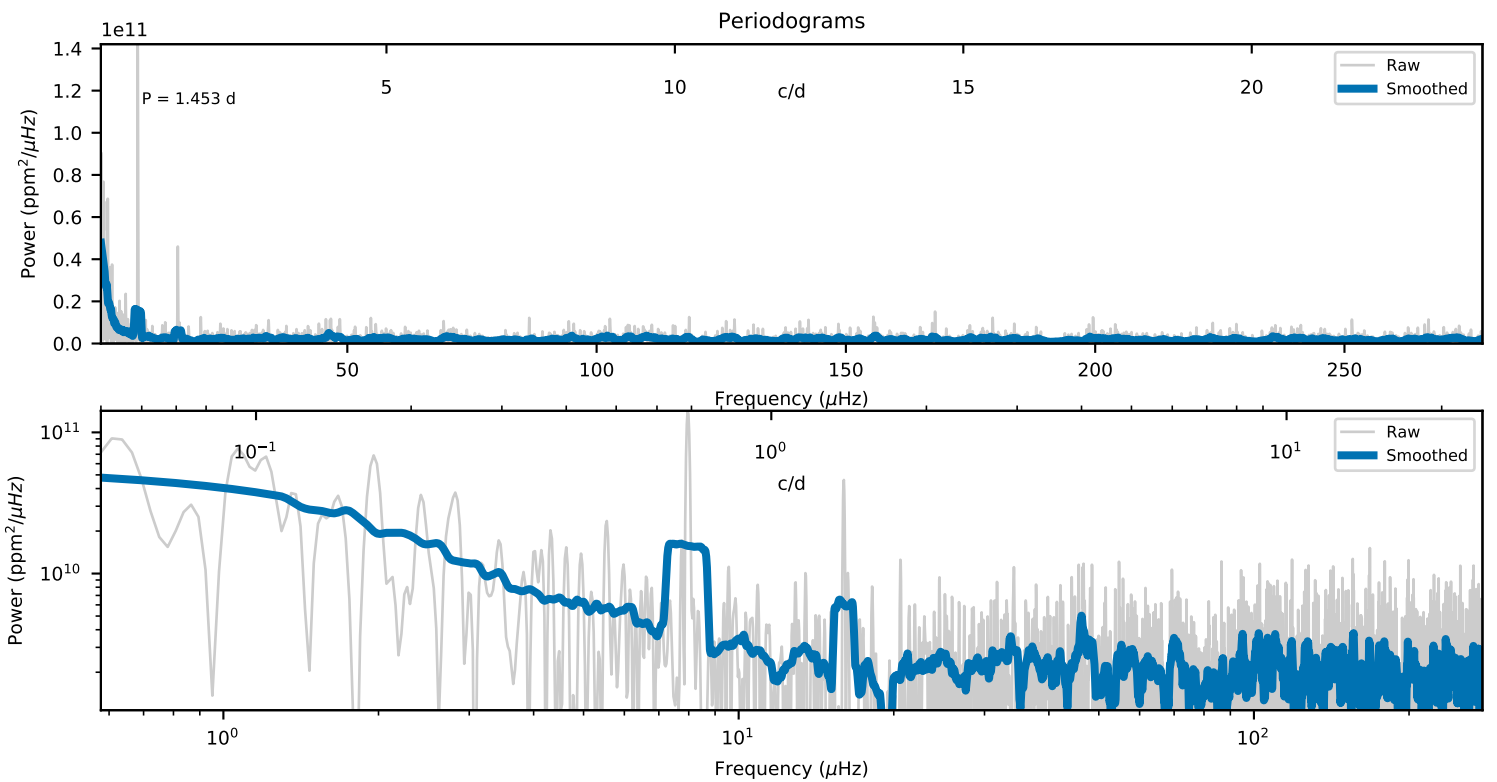 Periodograms
1e11
1.4
1.2
1.0
0.8
0.6
0.4
0.2
0.0
Power (ppm²/μHz)
P = 1.453 d
5
10
15
20
c/d
Raw
Smoothed
50
100
150
200
250
Frequency (μHz)
10¹¹
10¹⁰
Power (ppm²/μHz)
10⁻¹
10⁰
10¹
c/d
Raw
Smoothed
10⁰
10¹
10²
Frequency (μHz)